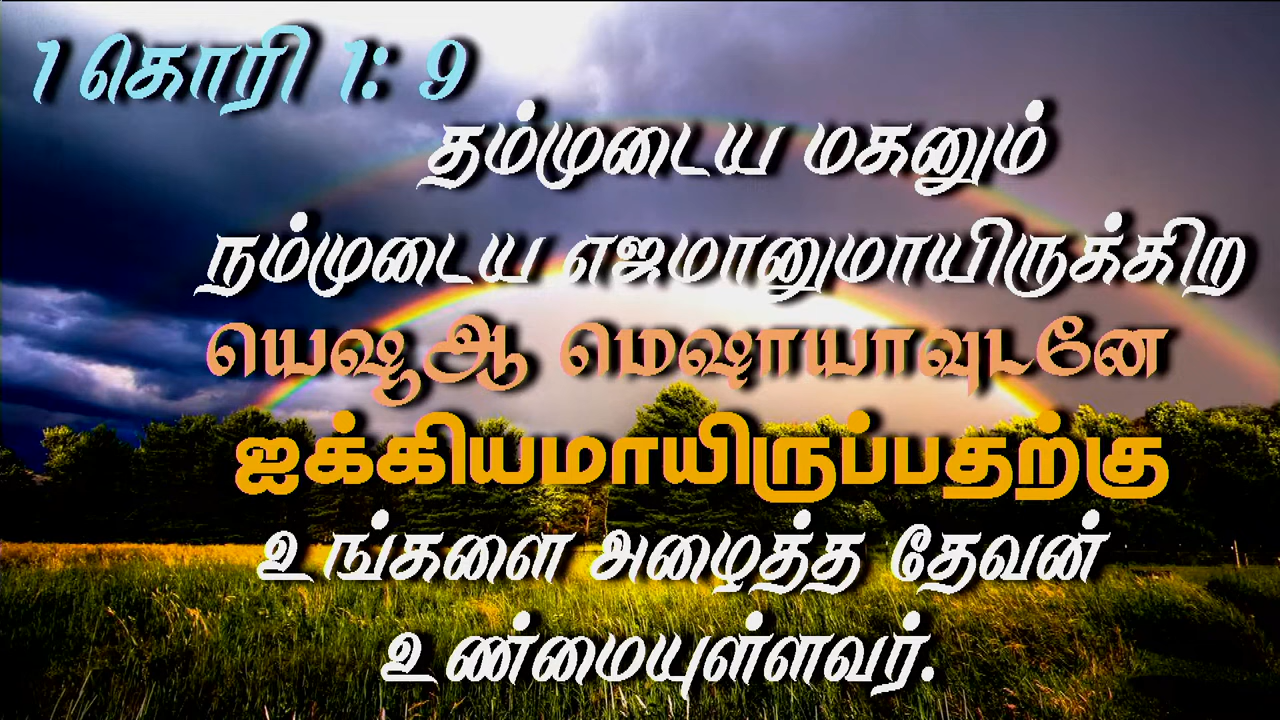 1 கொரி 1: 9
தம்முடைய மகனும்
நம்முடைய எஜமானுமாயிருக்கிற
யெஷூஆ மெஷாயாவுடனே
ஐக்கியமாயிருப்பதற்கு
உங்களை அழைத்த தேவன்
உண்மையுள்ளவர்.